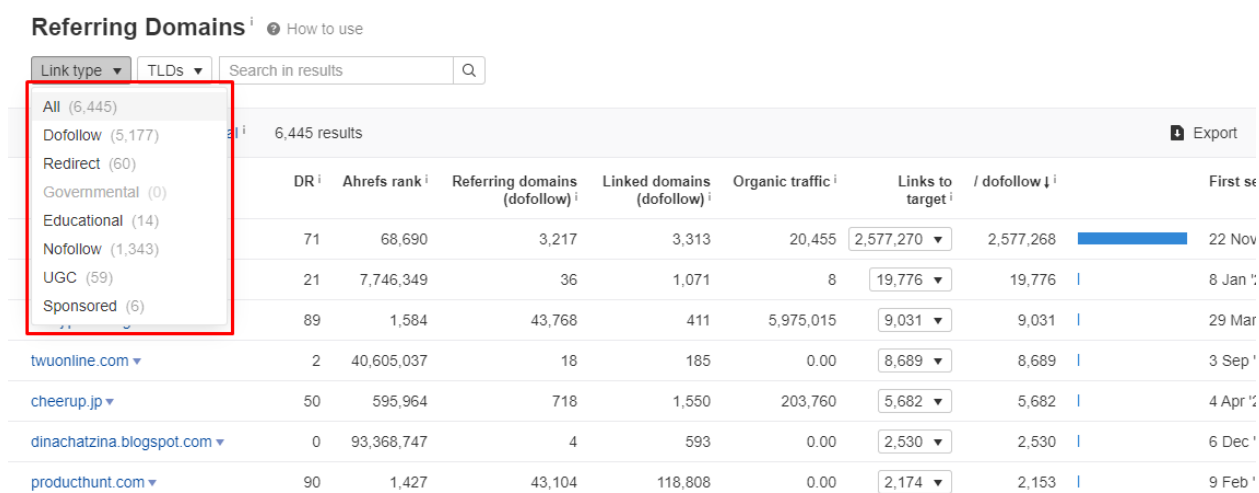 Referring Domains i ? How to use
Link type ▼ TLDs ▼ Search in results
All (6,445)
Dofollow (5,177)
Redirect (60)
Governmental (0)
Educational (14)
Nofollow (1,343)
UGC (59)
Sponsored (6)
i 6,445 results Export
DR i Ahrefs rank i Referring domains (dofollow) i Linked domains (dofollow) i Organic traffic i Links to target i / dofollow ↓ i First se
71 68,690 3,217 3,313 20,455 2,577,270 ▼ 2,577,268 22 Nov
21 7,746,349 36 1,071 8 19,776 ▼ 19,776 8 Jan '
89 1,584 43,768 411 5,975,015 9,031 ▼ 9,031 29 Mar
twuonline.com ▼ 2 40,605,037 18 185 0.00 8,689 ▼ 8,689 3 Sep '
cheerup.jp ▼ 50 595,964 718 1,550 203,760 5,682 ▼ 5,682 4 Apr '2
dinachatzina.blogspot.com ▼ 0 93,368,747 4 593 0.00 2,530 ▼ 2,530 6 Dec '
producthunt.com ▼ 90 1,427 43,104 118,808 0.00 2,174 ▼ 2,153 9 Feb '